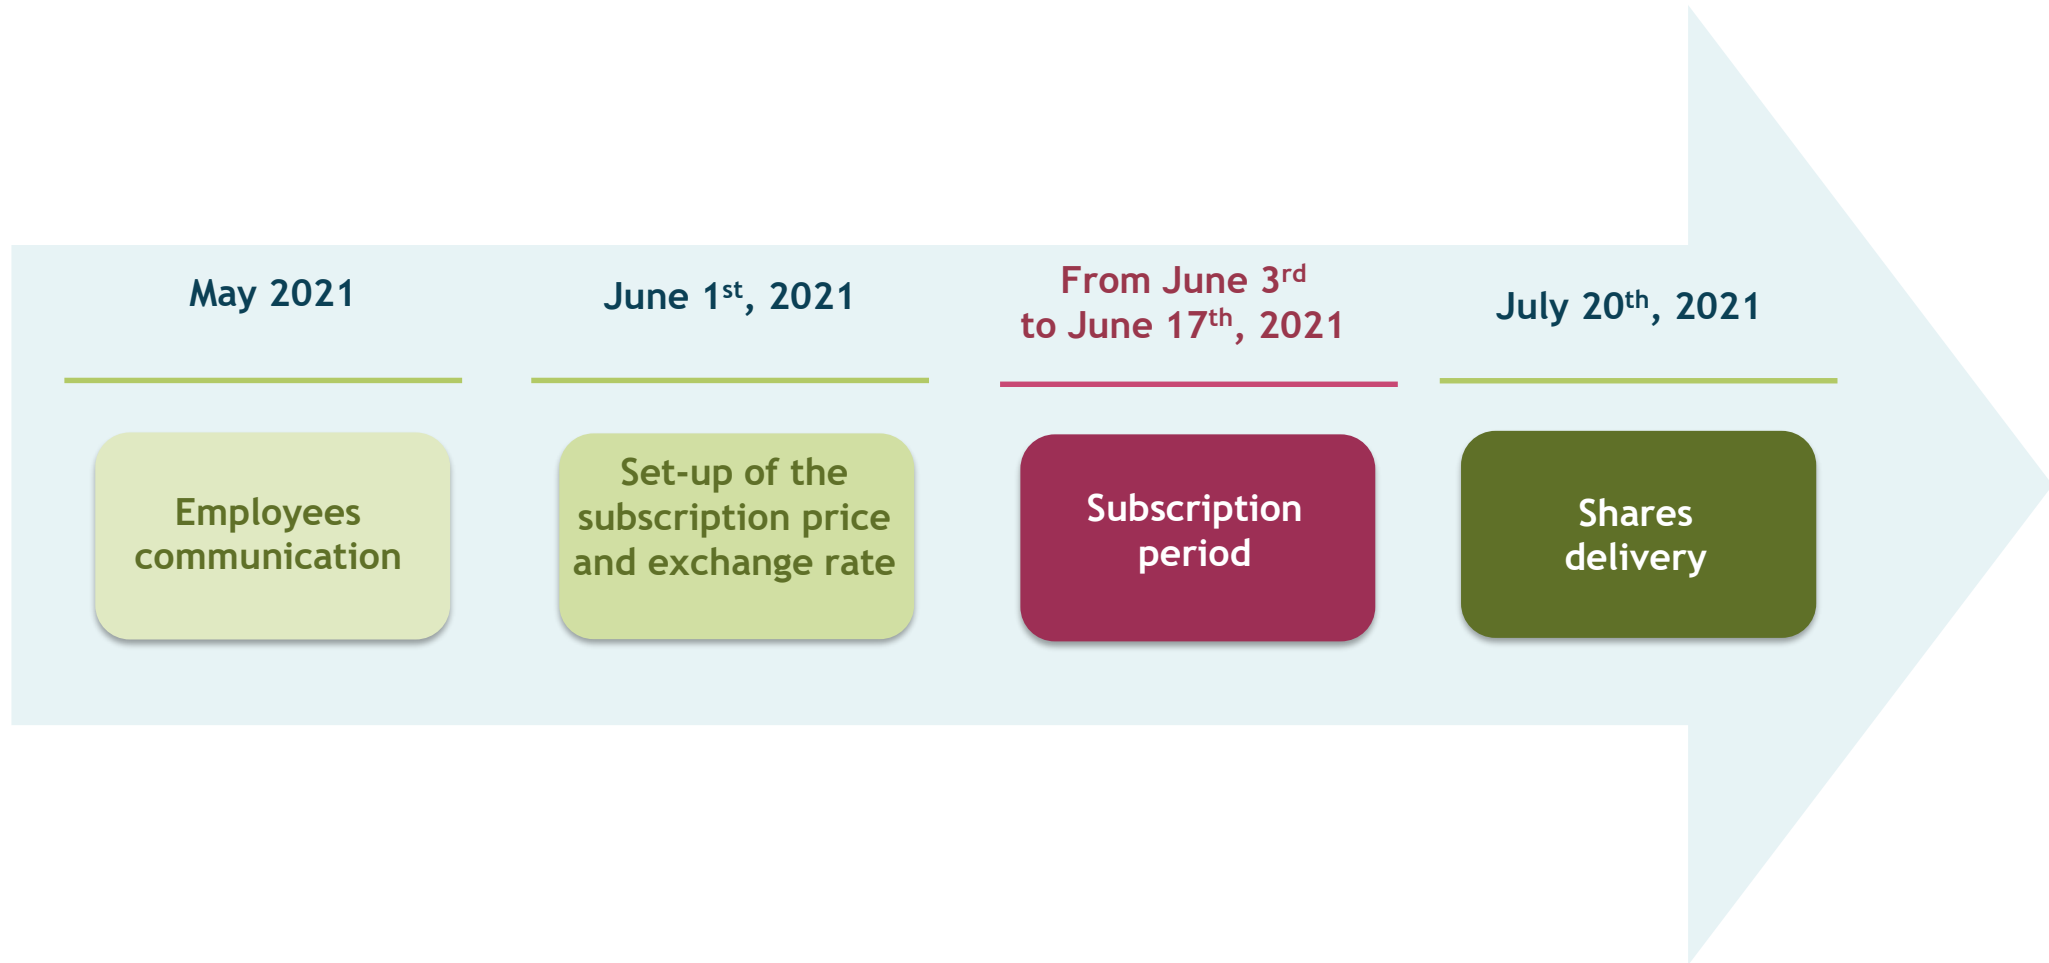 May 2021
June 1st, 2021
From June 3rd
to June 17th, 2021
July 20th, 2021
Employees
communication
Set-up of the
subscription price
and exchange rate
Subscription
period
Shares
delivery